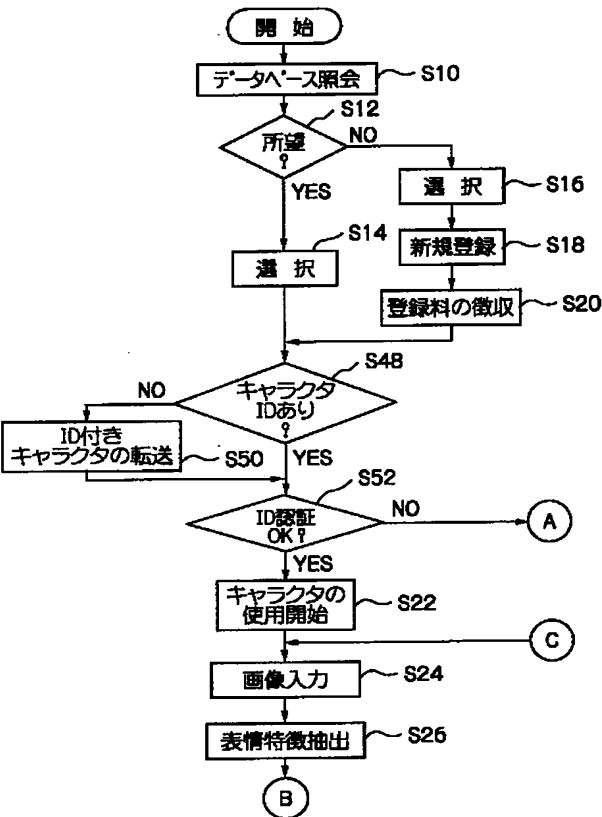 開 始
データベース照会
S10
S12
所望
?
NO
YES
選 択
S16
S14
選 択
新規登録
S18
登録料の徴収
S20
S48
キャラクタ
IDあり
?
NO
YES
ID付き
キャラクタの転送
S50
S52
ID認証
OK?
NO
A
YES
キャラクタの
使用開始
S22
C
画像入力
S24
表情特徴抽出
S26
B